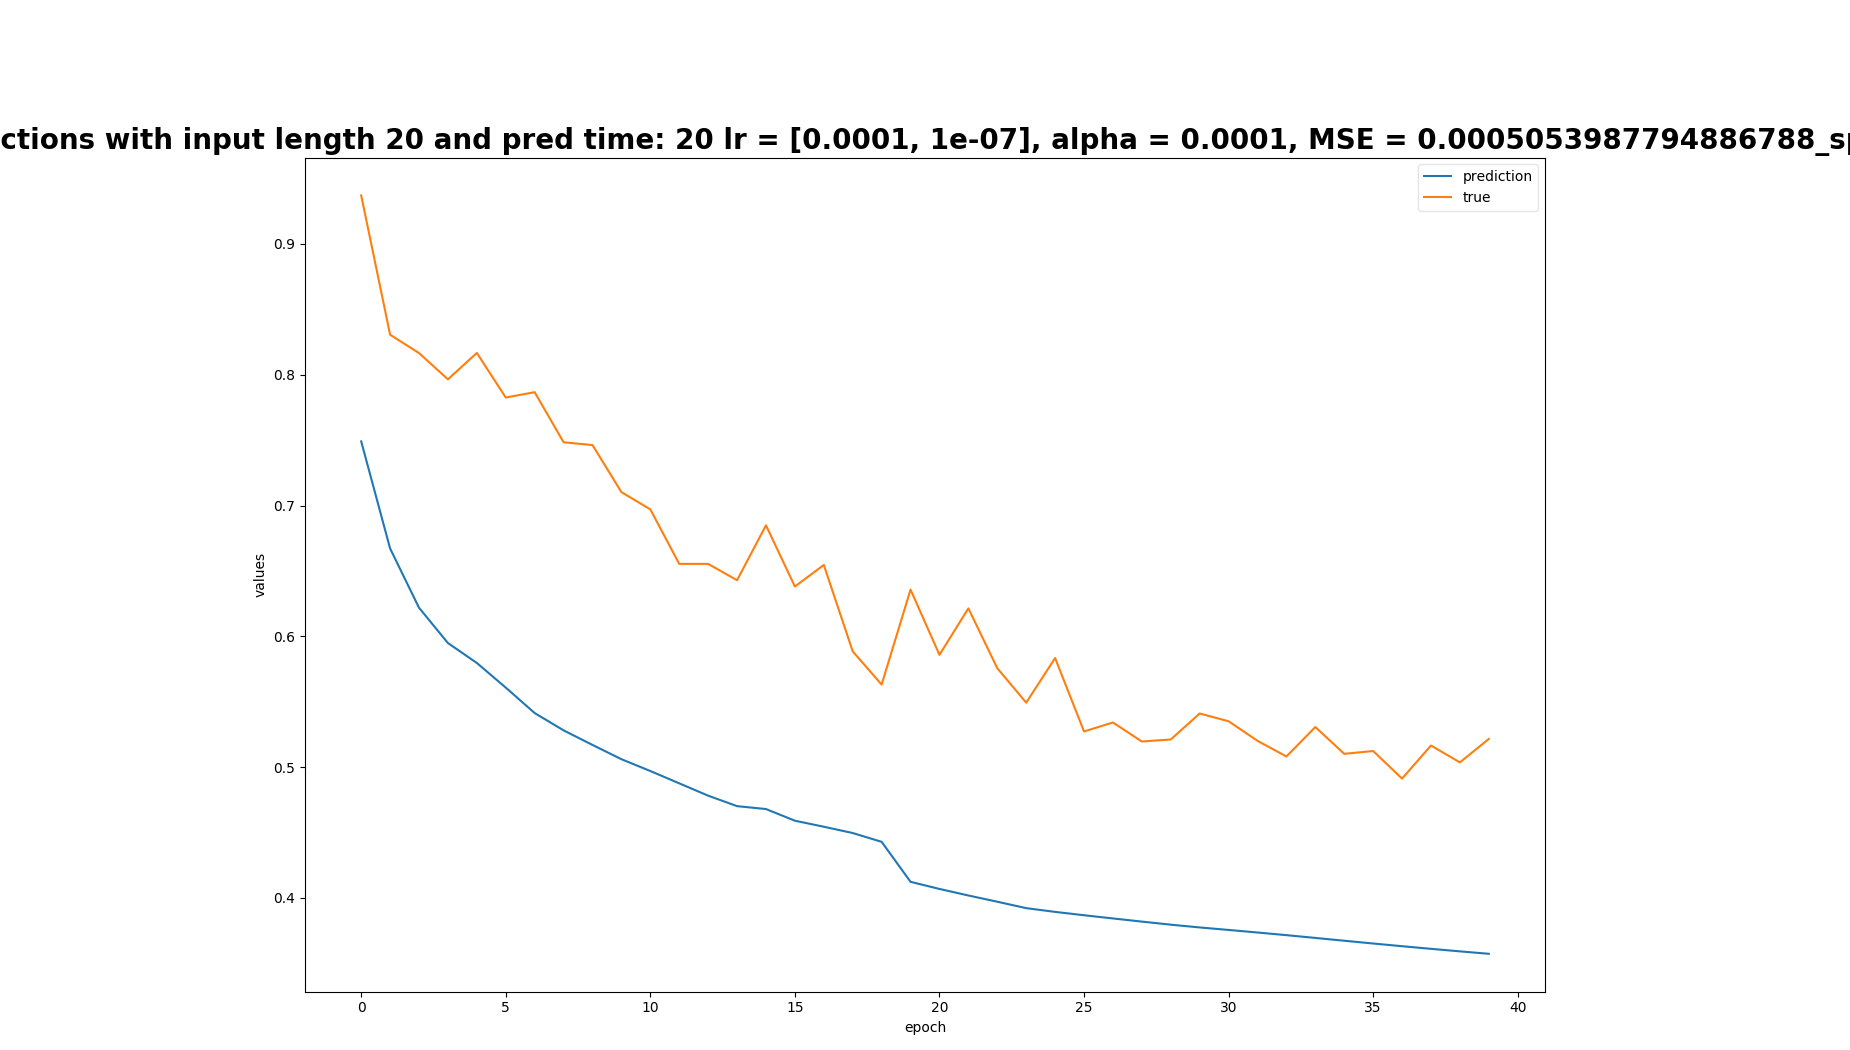 ctions with input length 20 and pred time: 20 lr = [0.0001, 1e-07], alpha = 0.0001, MSE = 0.0005053987794886788_sp
prediction
true
0.9
0.8
0.7
0.6
0.5
0.4
values
0 5 10 15 20 25 30 35 40
epoch